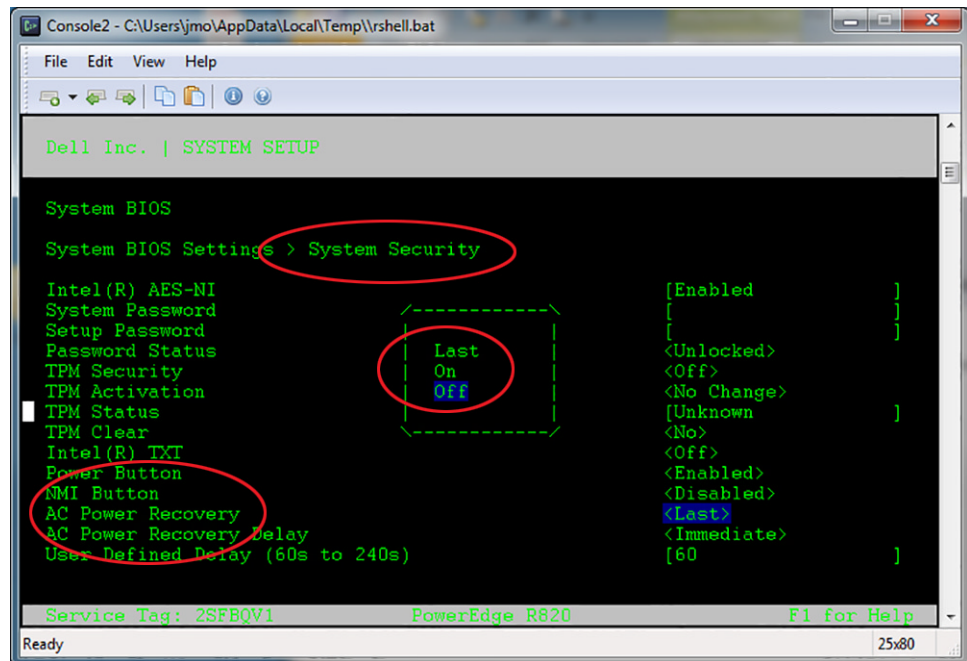 Console2 - C:\Users\jmo\AppData\Local\Temp\\rshell.bat
File Edit View Help
Dell Inc. | SYSTEM SETUP
System BIOS
System BIOS Settings > System Security
Intel(R) AES-NI [Enabled ]
System Password [ ]
Setup Password [ ]
Password Status <Unlocked>
TPM Security <Off>
TPM Activation <No Change>
TPM Status [Unknown ]
TPM Clear <No>
Intel(R) TXT <Off>
Power Button <Enabled>
NMI Button <Disabled>
AC Power Recovery <Last>
AC Power Recovery Delay <Immediate>
User Defined Delay (60s to 240s) [60 ]
Last
On
Off
Service Tag: 2SFBQV1 PowerEdge R820 F1 for Help
Ready 25x80